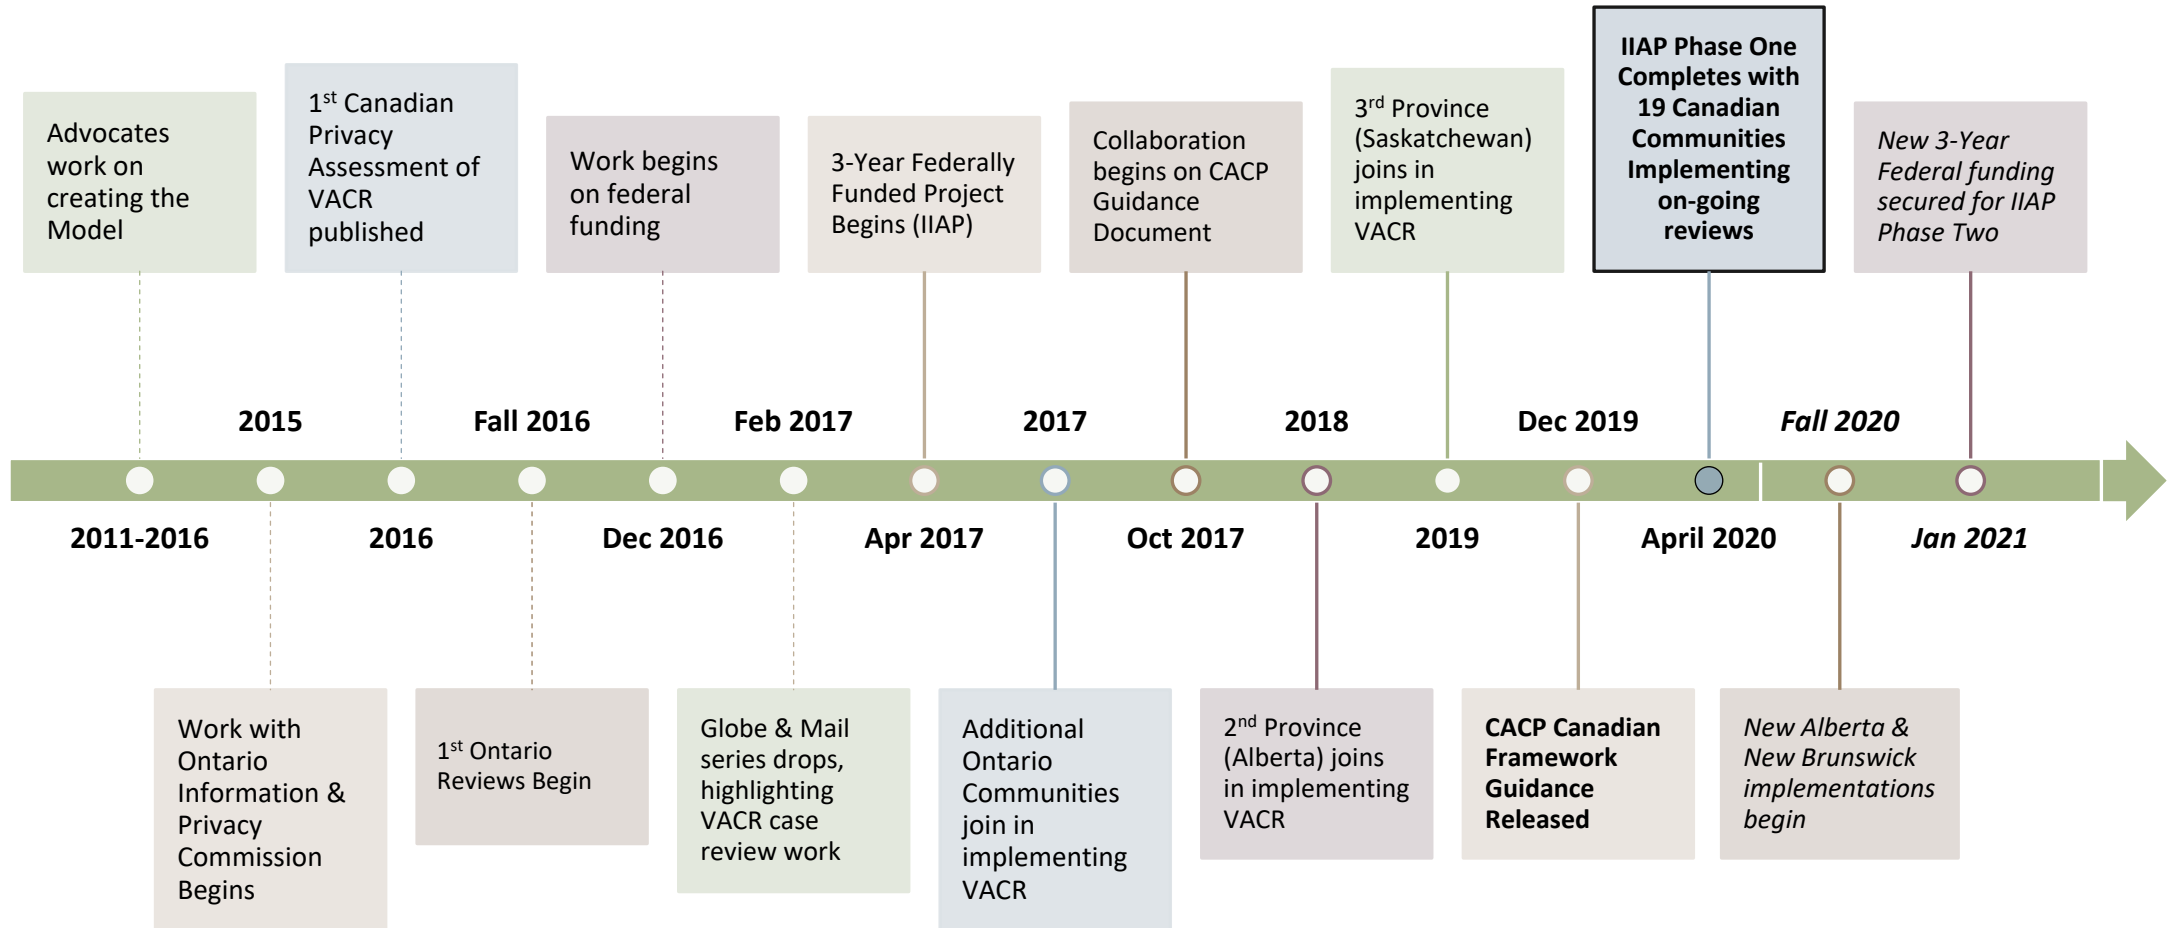 Advocates
work on
creating the
Model
1st Canadian
Privacy
Assessment of
VACR
published
Work begins
on federal
funding
3-Year Federally
Funded Project
Begins (IIAP)
Collaboration
begins on CACP
Guidance
Document
3rd Province
(Saskatchewan)
joins in
implementing
VACR
IIAP Phase One
Completes with
19 Canadian
Communities
Implementing
on-going
reviews
New 3-Year
Federal funding
secured for IIAP
Phase Two
2015
Fall 2016
Feb 2017
2017
2018
Dec 2019
Fall 2020
2011-2016
2016
Dec 2016
Apr 2017
Oct 2017
2019
April 2020
Jan 2021
Work with
Ontario
Information &
Privacy
Commission
Begins
1st Ontario
Reviews Begin
Globe & Mail
series drops,
highlighting
VACR case
review work
Additional
Ontario
Communities
join in
implementing
VACR
2nd Province
(Alberta) joins
in implementing
VACR
CACP Canadian
Framework
Guidance
Released
New Alberta &
New Brunswick
implementations
begin